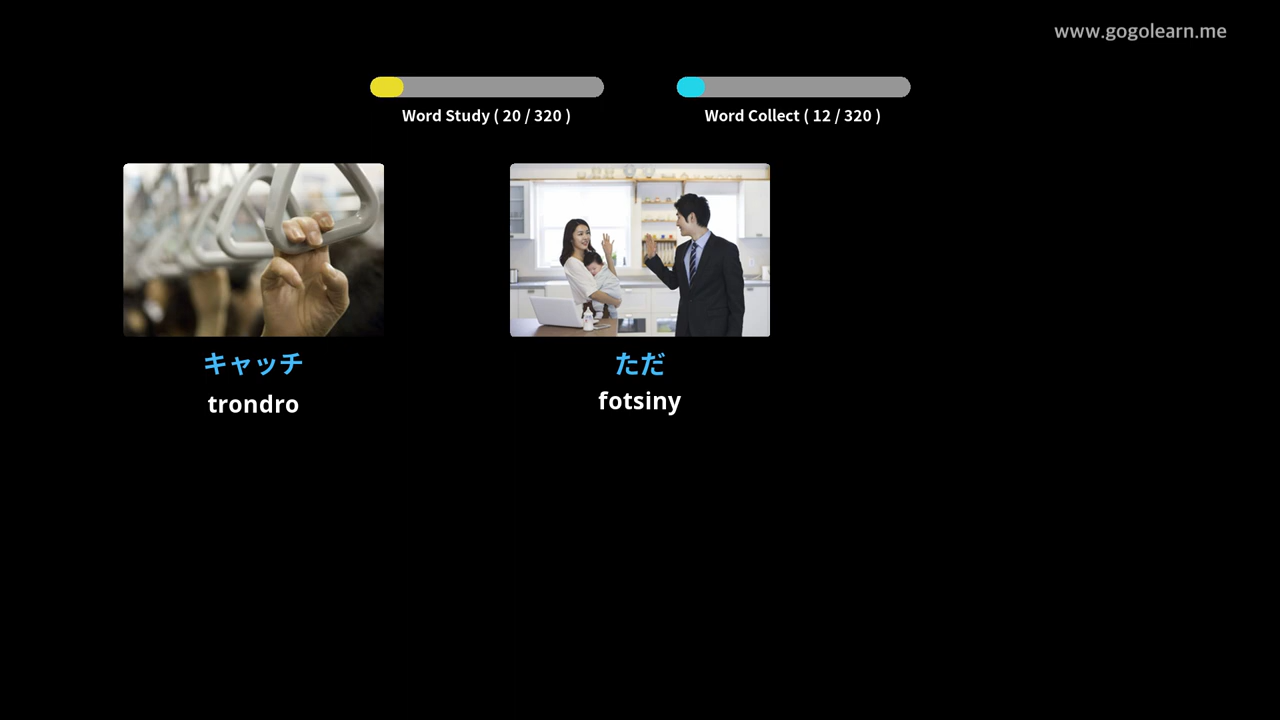 www.gogolearn.me
Word Study ( 20 / 320 )
Word Collect ( 12 / 320 )
キャッチ
trondro
ただ
fotsiny